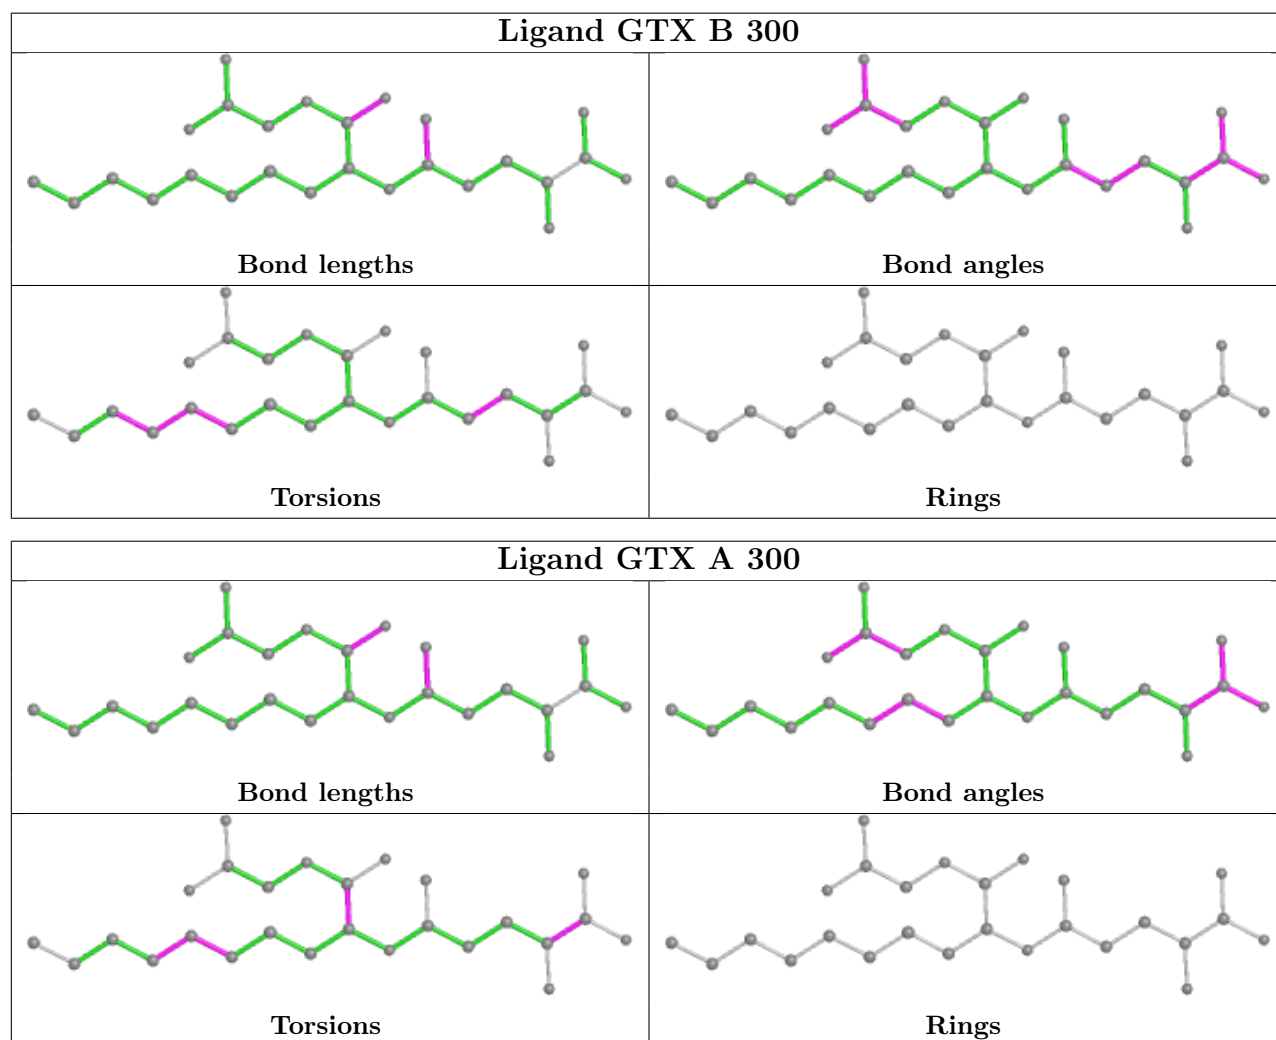 Ligand GTX B 300
Bond lengths
Bond angles
Torsions
Rings
Ligand GTX A 300
Bond lengths
Bond angles
Torsions
Rings